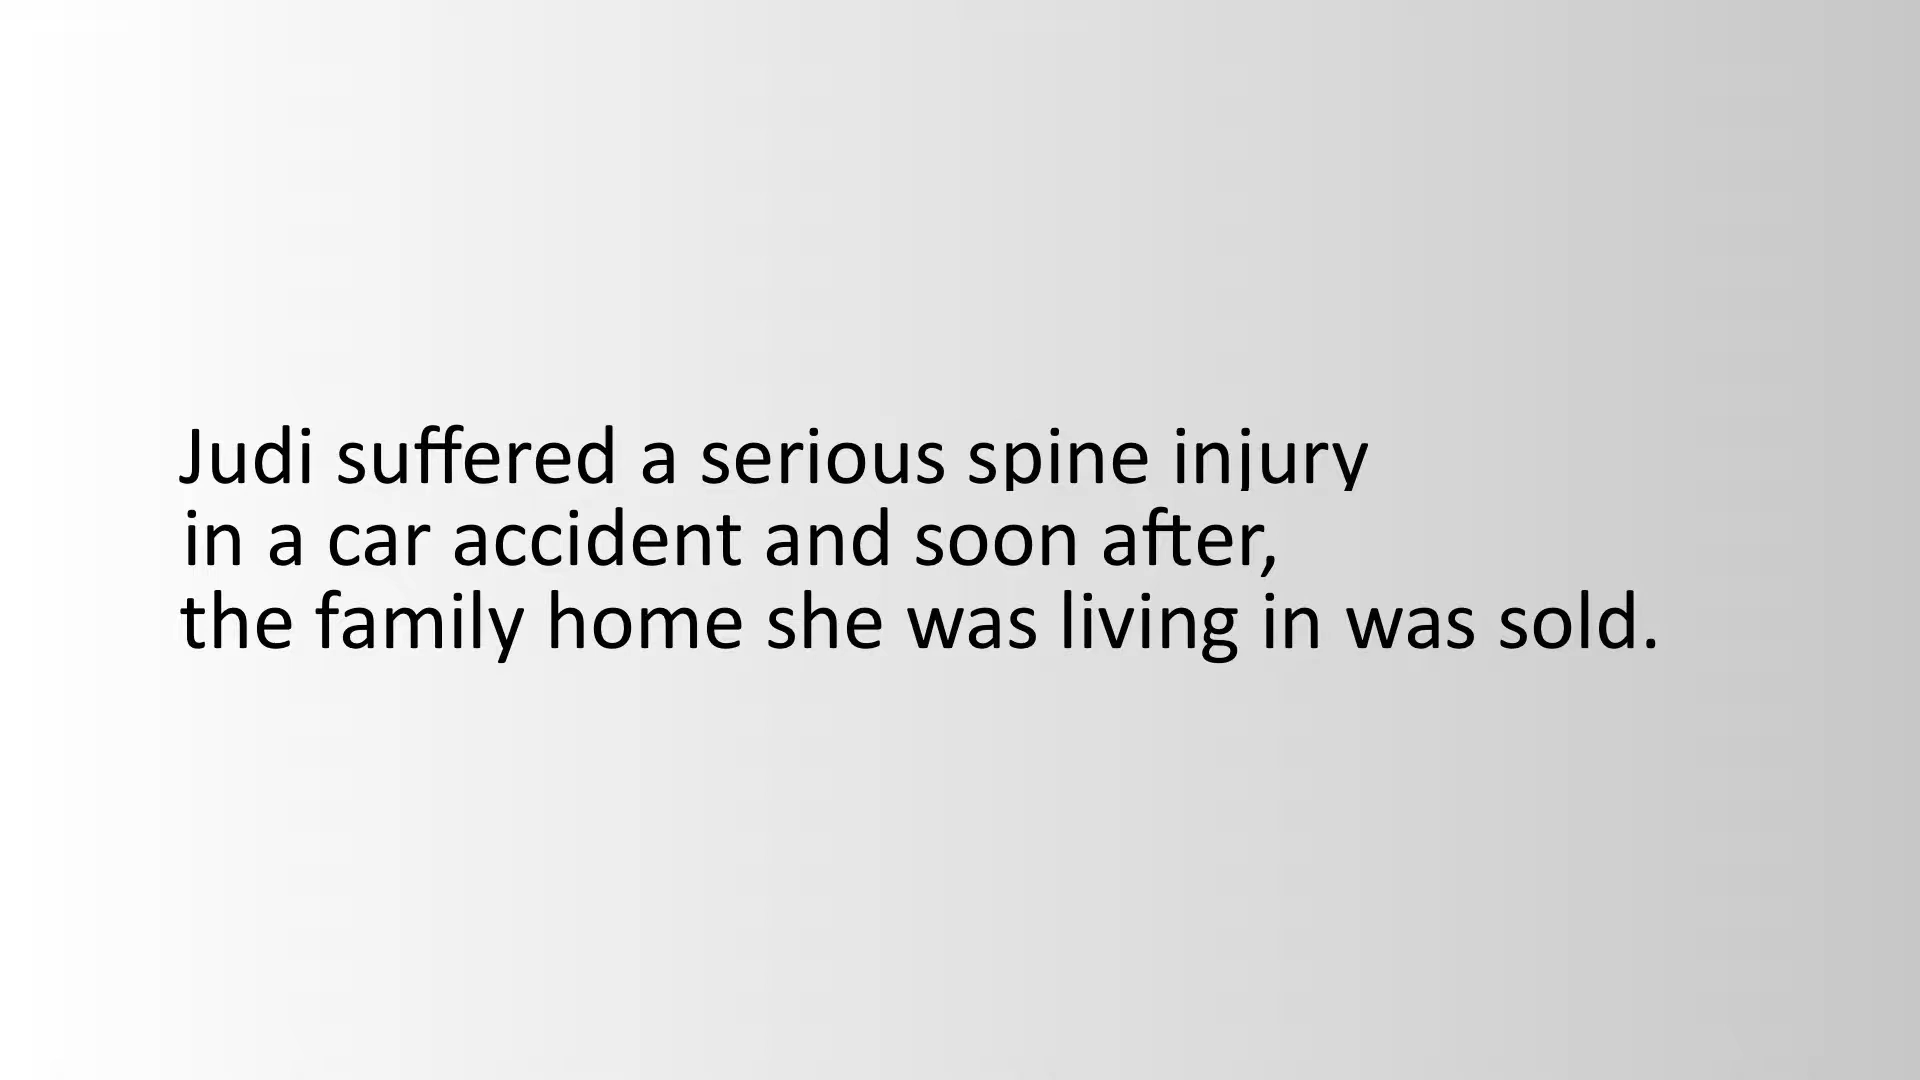 Judi suffered a serious spine injury
in a car accident and soon after,
the family home she was living in was sold.